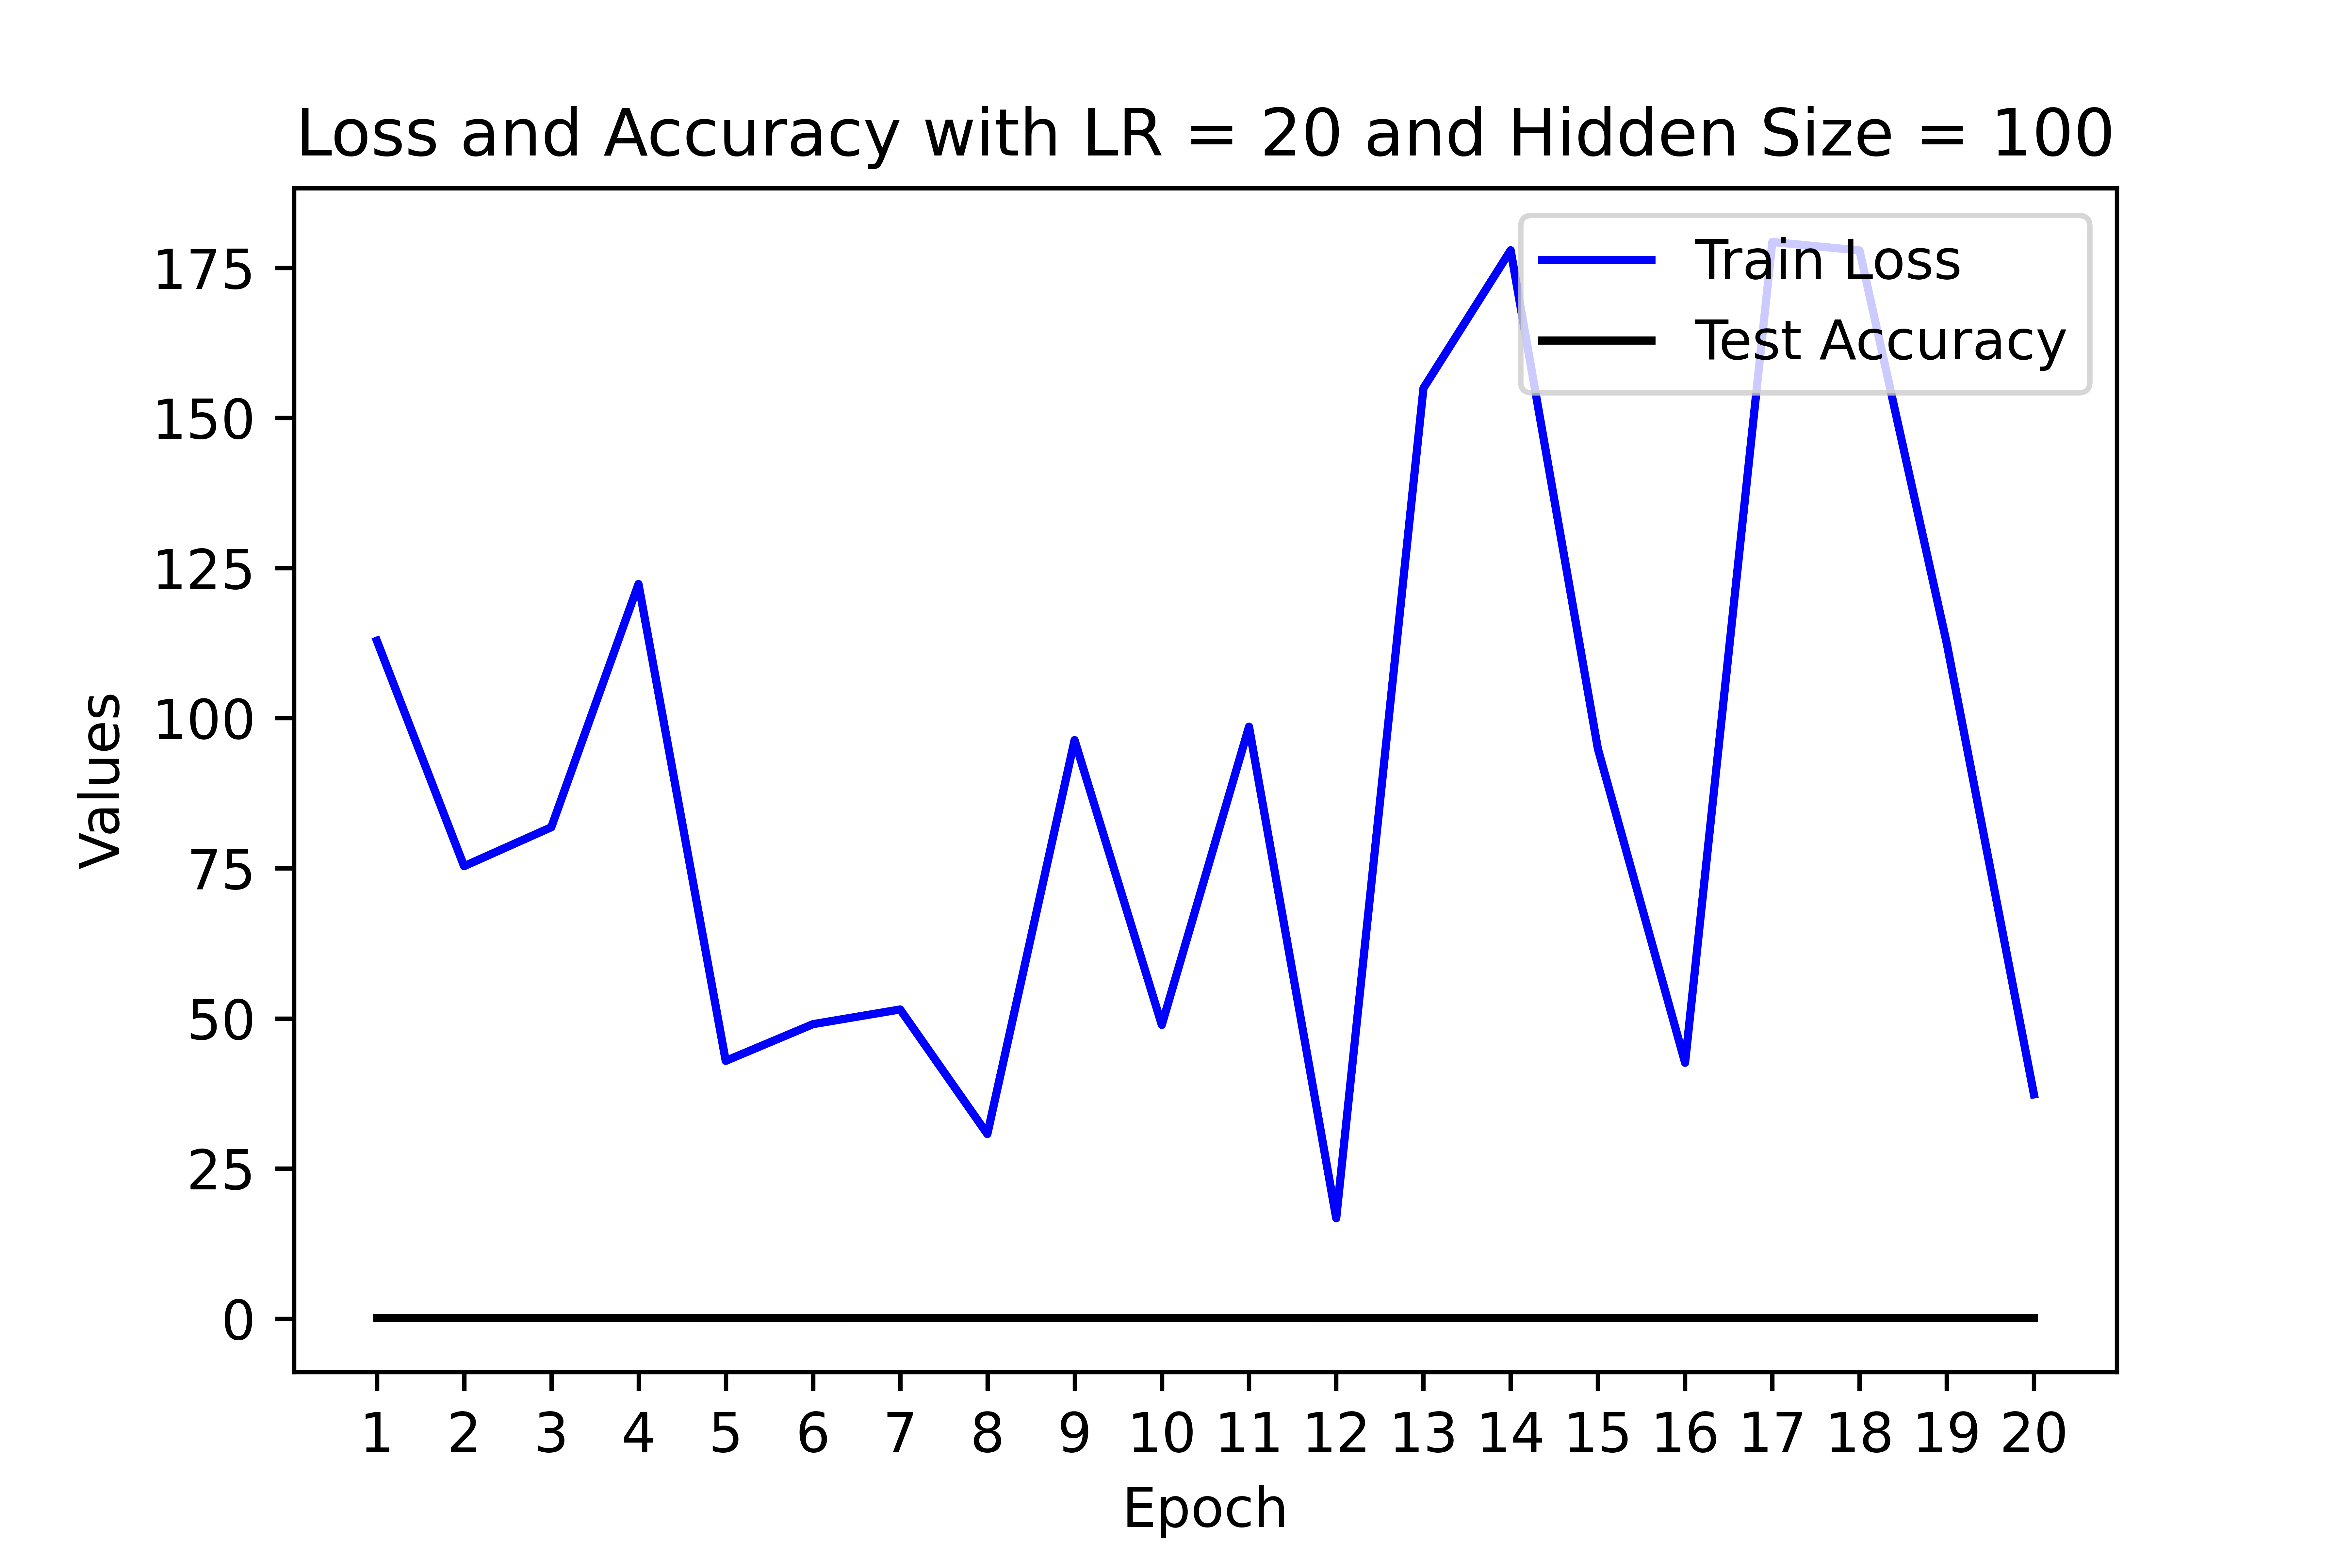 Loss and Accuracy with LR = 20 and Hidden Size = 100
Train Loss
Test Accuracy
175
150
125
100
75
50
25
0
Values
1 2 3 4 5 6 7 8 9 10 11 12 13 14 15 16 17 18 19 20
Epoch